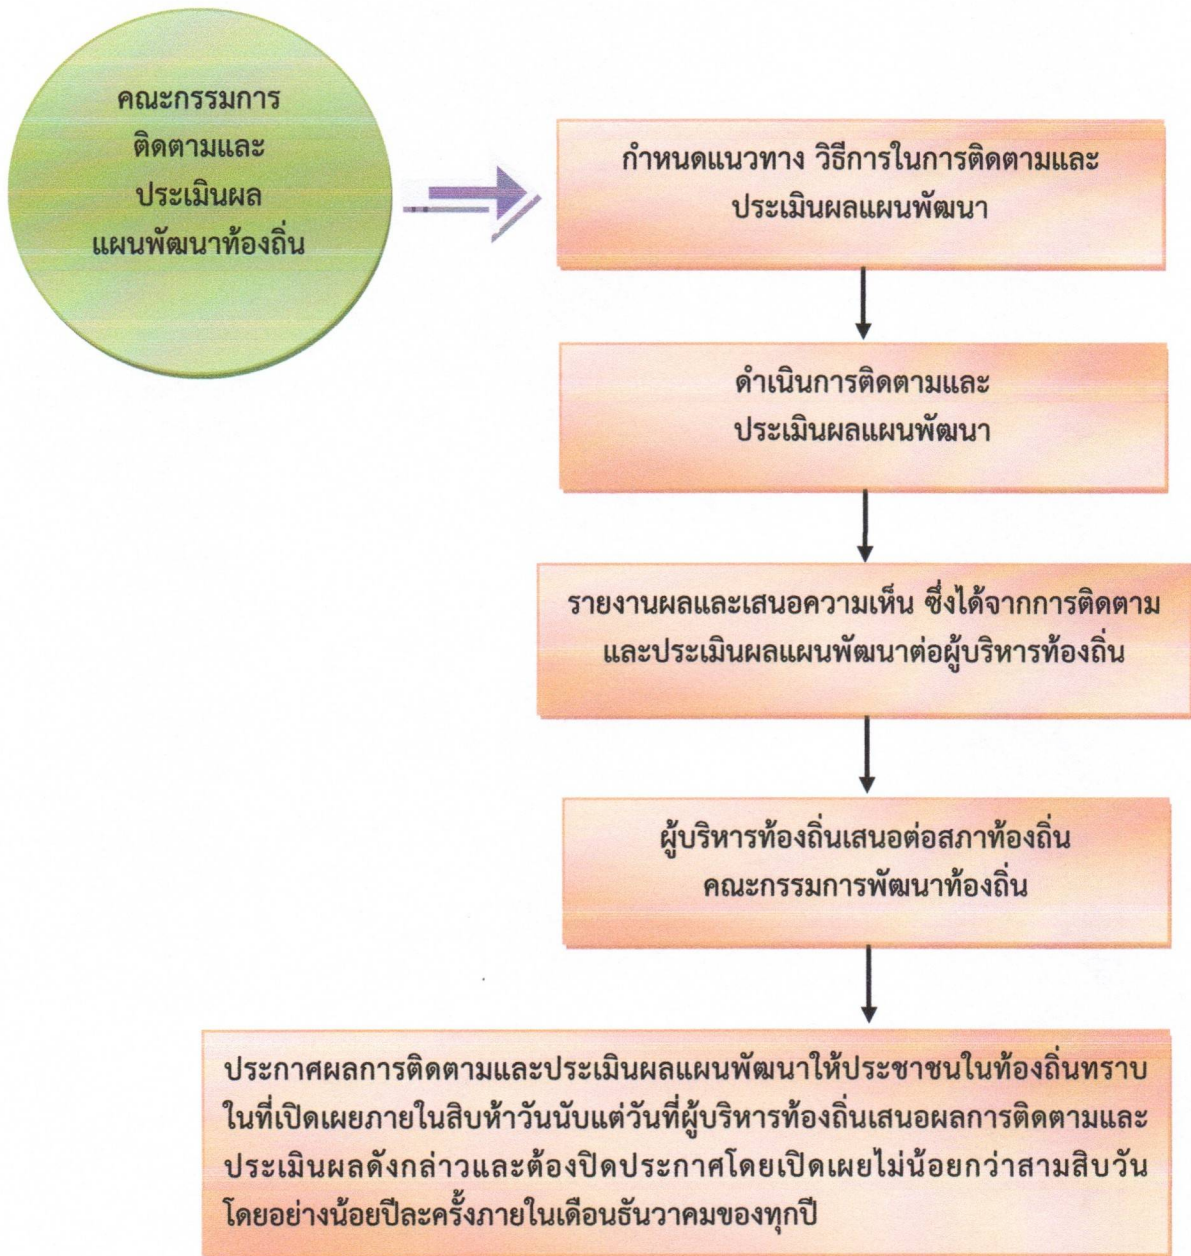 คณะกรรมการ
ติดตามและ
ประเมินผล
แผนพัฒนาท้องถิ่น
กำหนดแนวทาง วิธีการในการติดตามและ
ประเมินผลแผนพัฒนา
ดำเนินการติดตามและ
ประเมินผลแผนพัฒนา
รายงานผลและเสนอความเห็น ซึ่งได้จากการติดตาม
และประเมินผลแผนพัฒนาต่อผู้บริหารท้องถิ่น
ผู้บริหารท้องถิ่นเสนอต่อสภาท้องถิ่น
คณะกรรมการพัฒนาท้องถิ่น
ประกาศผลการติดตามและประเมินผลแผนพัฒนาให้ประชาชนในท้องถิ่นทราบ
ในที่เปิดเผยภายในสิบห้าวันนับแต่วันที่ผู้บริหารท้องถิ่นเสนอผลการติดตามและ
ประเมินผลดังกล่าวและต้องปิดประกาศโดยเปิดเผยไม่น้อยกว่าสามสิบวัน
โดยอย่างน้อยปีละครั้งภายในเดือนธันวาคมของทุกปี